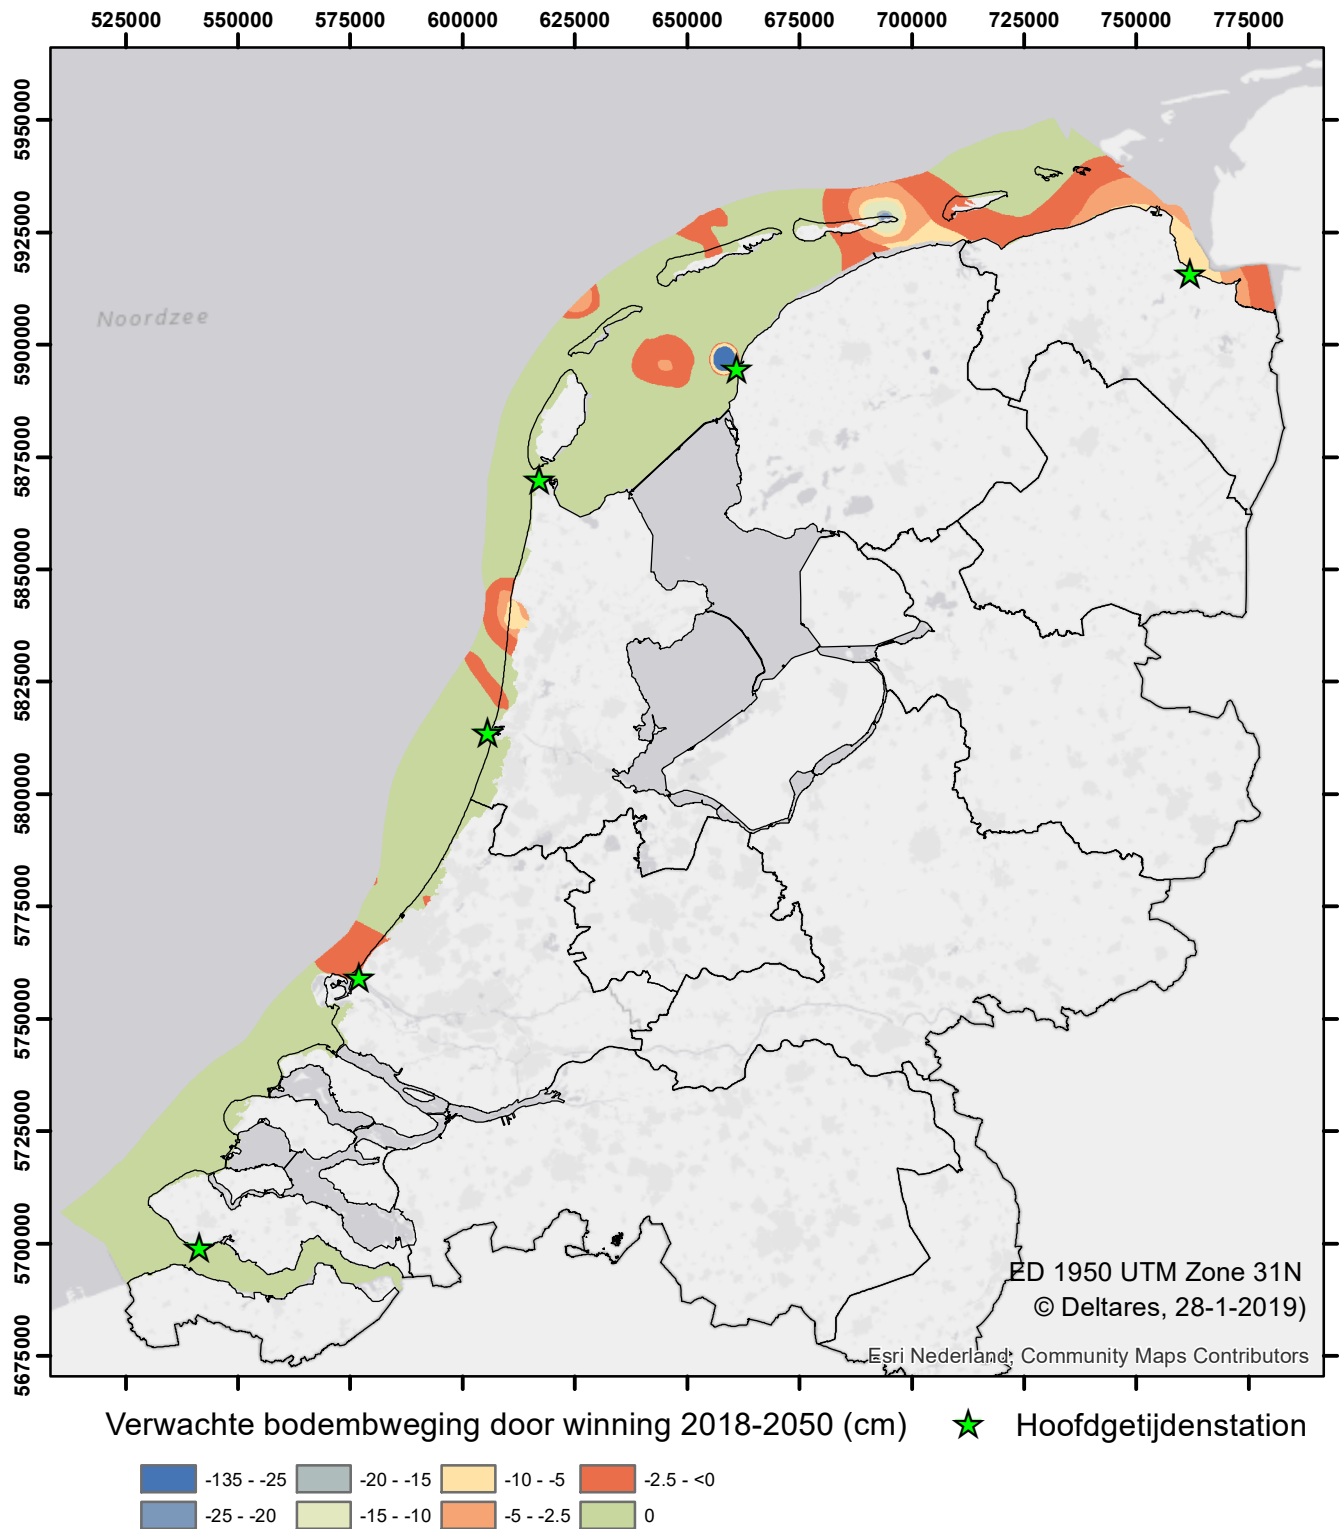 525000 550000 575000 600000 625000 650000 675000 700000 725000 750000 775000
5950000
5925000
5900000
5875000
5850000
5825000
5800000
5775000
5750000
5725000
5700000
5675000
Noordzee
ED 1950 UTM Zone 31N
© Deltares, 28-1-2019)
Esri Nederland, Community Maps Contributors
Verwachte bodembweging door winning 2018-2050 (cm) Hoofdgetijdenstation
-135 - -25 -20 - -15 -10 - -5 -2.5 - <0
-25 - -20 -15 - -10 -5 - -2.5 0